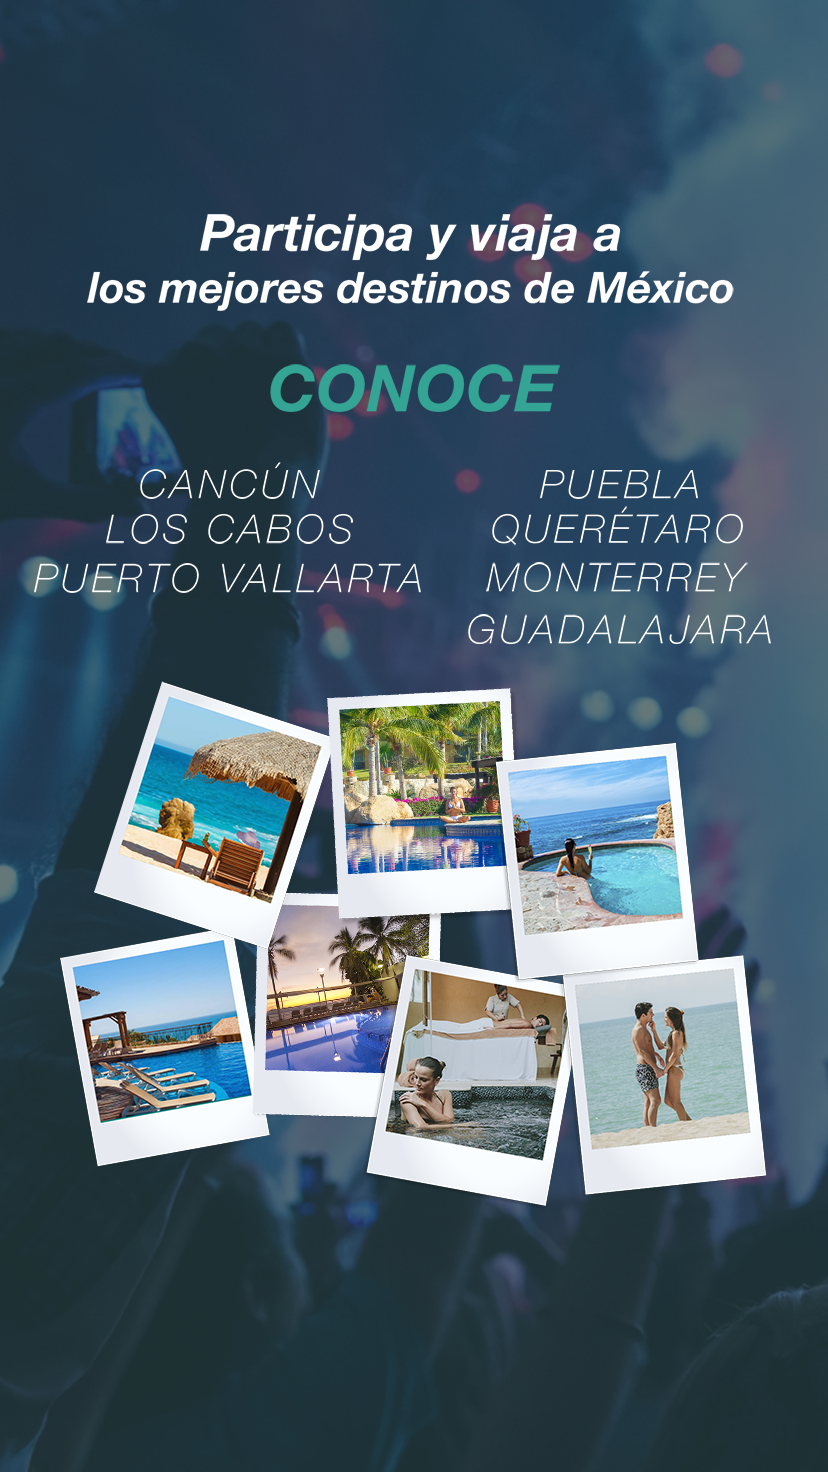 Participa y viaja a
los mejores destinos de México
CONOCE
CANCÚN
LOS CABOS
PUERTO VALLARTA
PUEBLA
QUERÉTARO
MONTERREY
GUADALAJARA